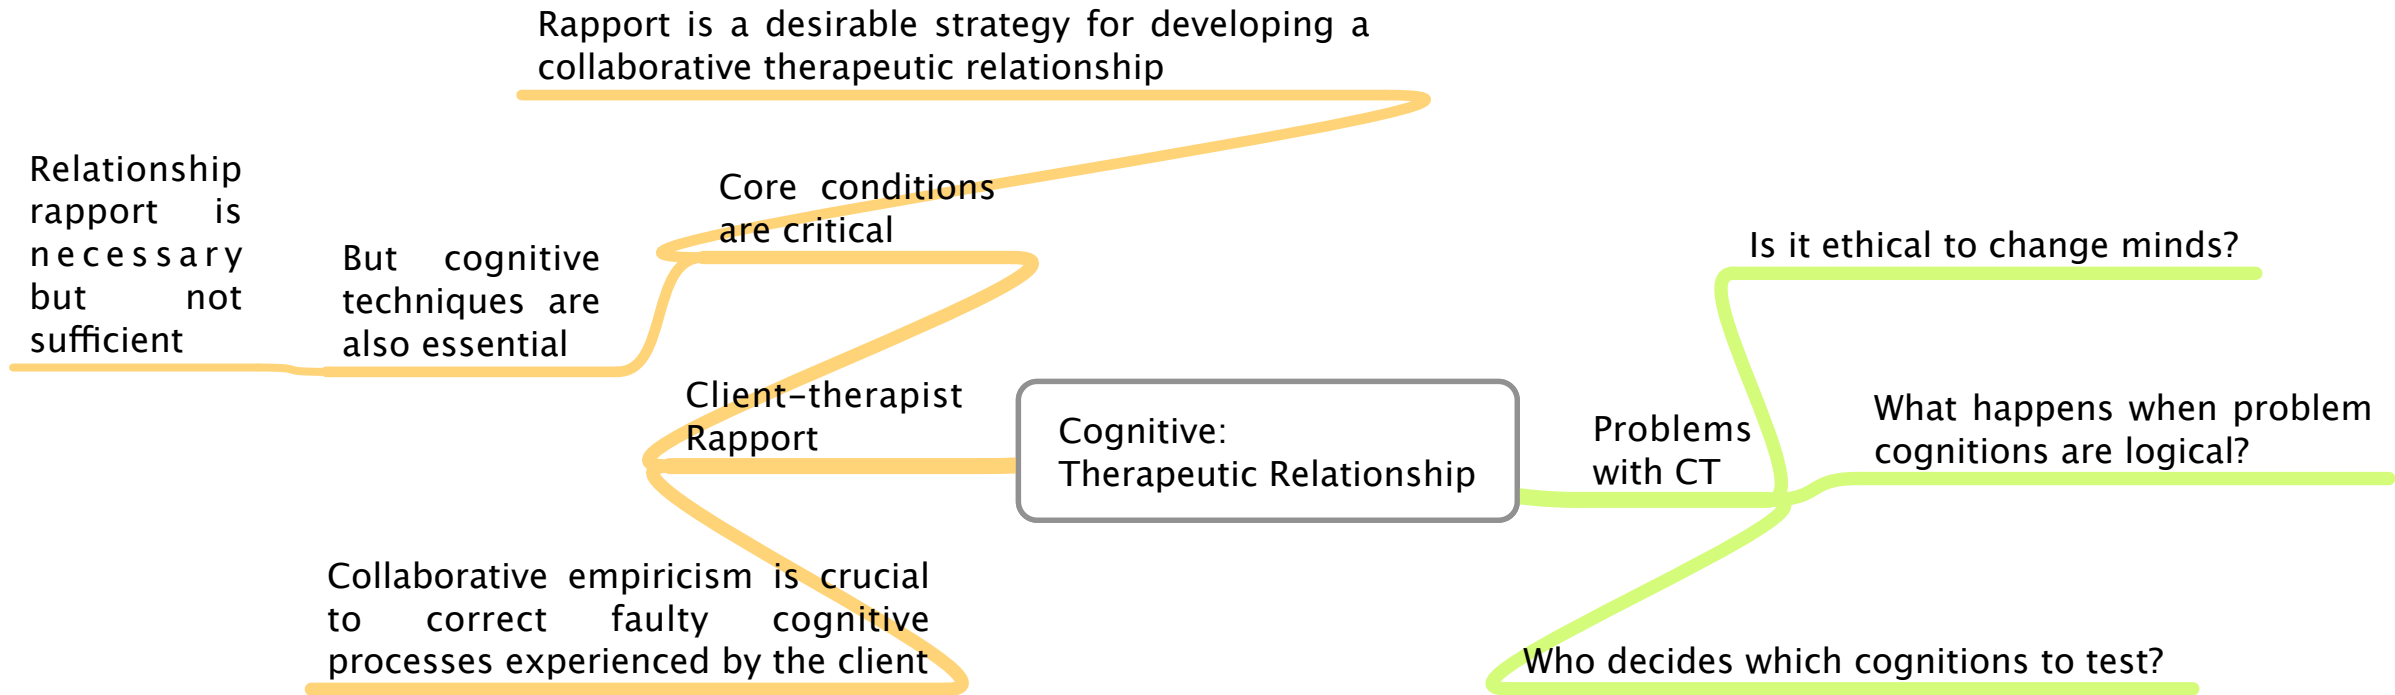 Rapport is a desirable strategy for developing a
collaborative therapeutic relationship
Relationship
rapport is
necessary
but not
sufficient
But cognitive
techniques are
also essential
Core conditions
are critical
Client-therapist
Rapport
Collaborative empiricism is crucial
to correct faulty cognitive
processes experienced by the client
Cognitive:
Therapeutic Relationship
Problems
with CT
Is it ethical to change minds?
What happens when problem
cognitions are logical?
Who decides which cognitions to test?